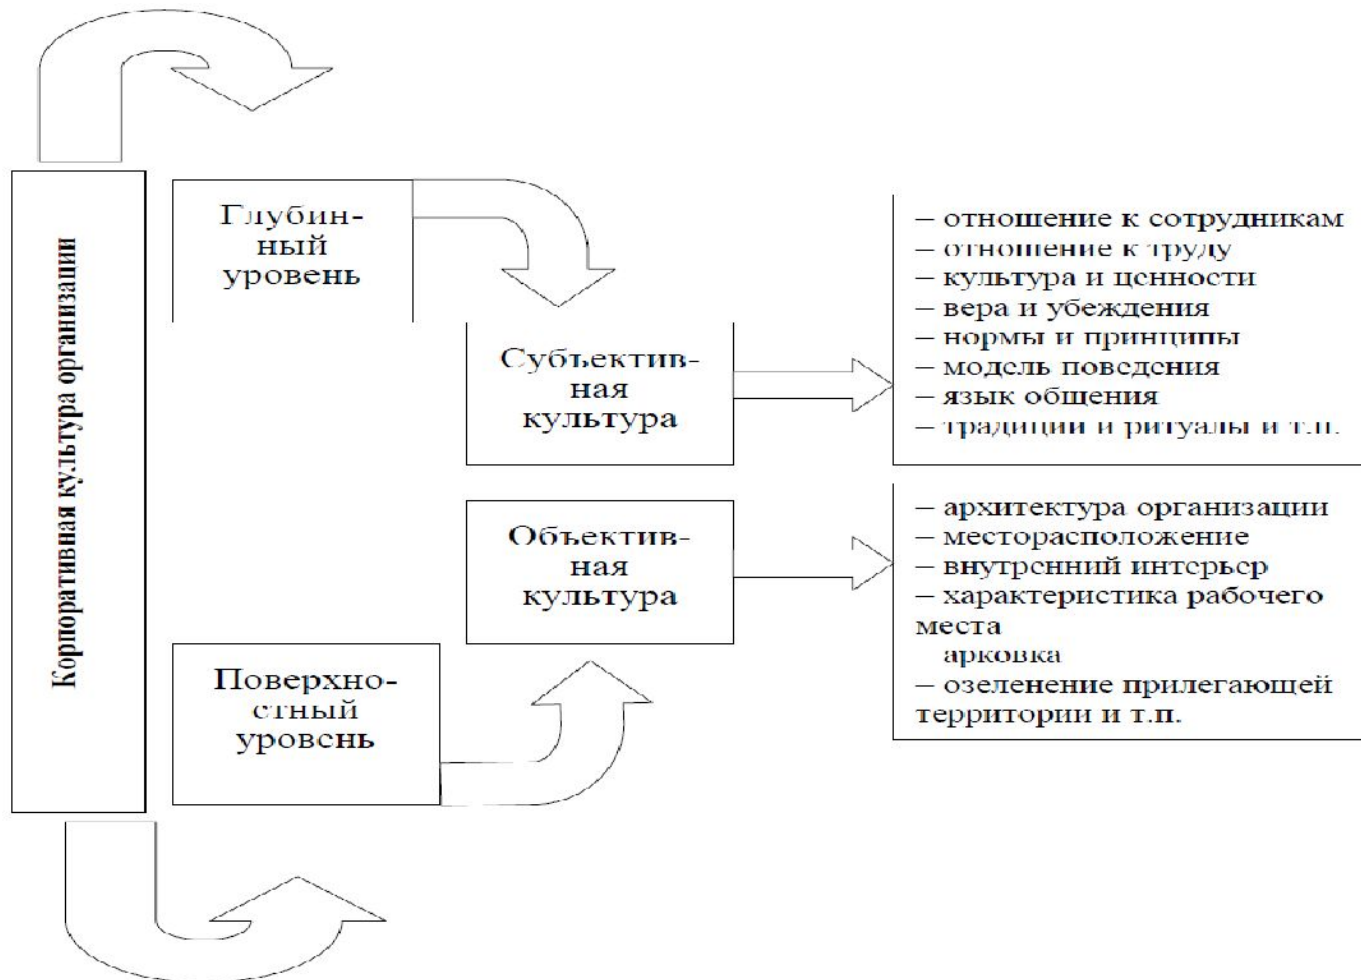 Корпоративная культура организации
Глубин-
ный
уровень
Субъектив-
ная
культура
– отношение к сотрудникам
– отношение к труду
– культура и ценности
– вера и убеждения
– нормы и принципы
– модель поведения
– язык общения
– традиции и ритуалы и т.п.
Объектив-
ная
культура
– архитектура организации
– месторасположение
– внутренний интерьер
– характеристика рабочего
места
арковка
– озеленение прилегающей
территории и т.п.
Поверхно-
стный
уровень